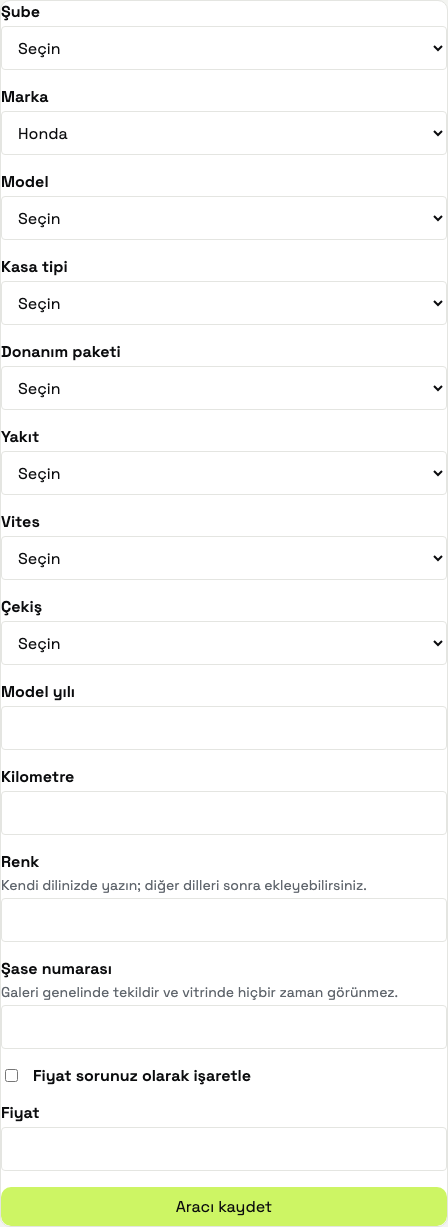 Şube
Seçin
Marka
Honda
Model
Seçin
Kasa tipi
Seçin
Donanım paketi
Seçin
Yakıt
Seçin
Vites
Seçin
Çekiş
Seçin
Model yılı
Kilometre
Renk
Kendi dilinizde yazın; diğer dilleri sonra ekleyebilirsiniz.
Şase numarası
Galeri genelinde tekildir ve vitrinde hiçbir zaman görünmez.
Fiyat sorunuz olarak işaretle
Fiyat
Aracı kaydet